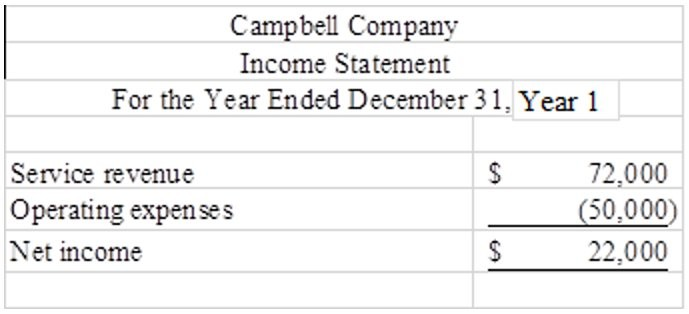 Campbell Company
Income Statement
For the Year Ended December 31, Year 1
Service revenue $ 72,000
Operating expenses (50,000)
Net income $ 22,000